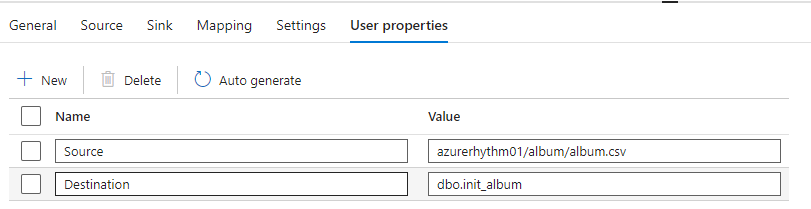 General Source Sink Mapping Settings User properties
New Delete Auto generate
Name Value
Source azurerhythm01/album/album.csv
Destination dbo.init_album